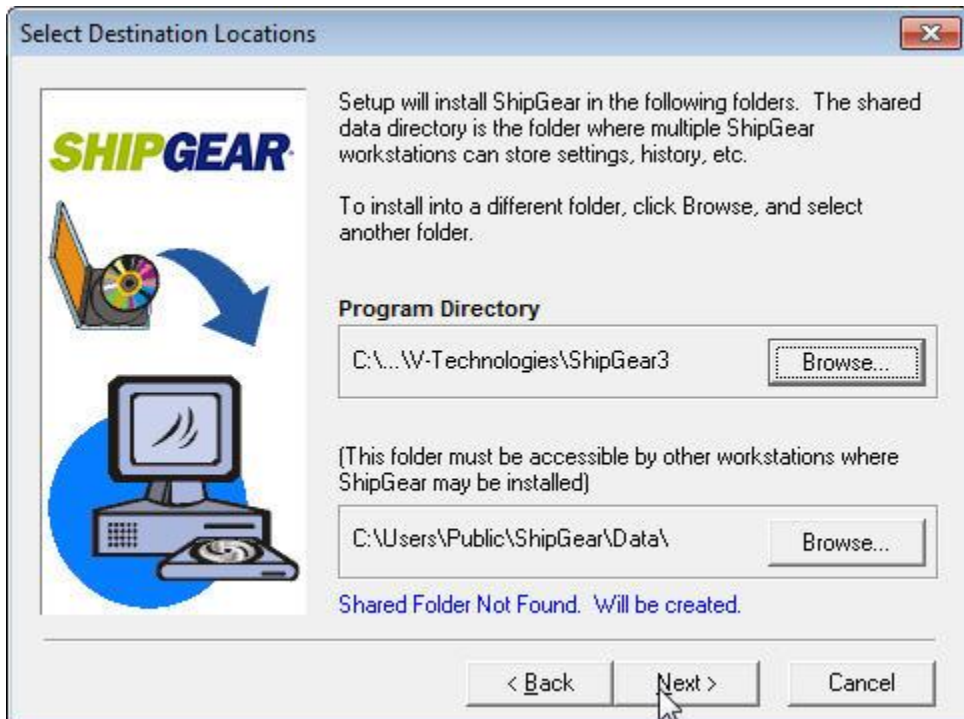 Select Destination Locations
SHIPGEAR
Setup will install ShipGear in the following folders.  The shared
data directory is the folder where multiple ShipGear
workstations can store settings, history, etc.
To install into a different folder, click Browse, and select
another folder.
Program Directory
C:\...\V-Technologies\ShipGear3
Browse...
(This folder must be accessible by other workstations where
ShipGear may be installed)
C:\Users\Public\ShipGear\Data\
Browse...
Shared Folder Not Found.  Will be created.
< Back
Next >
Cancel